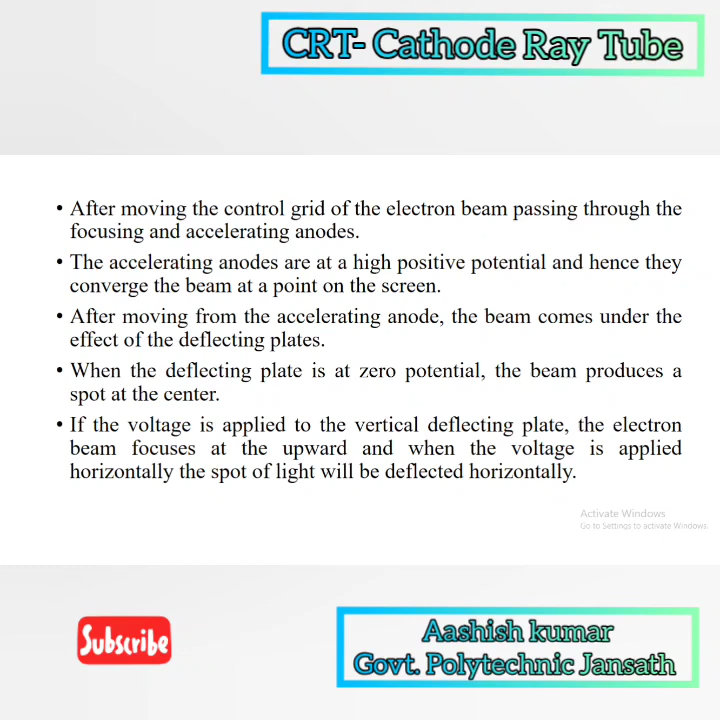 CRT- Cathode Ray Tube
• After moving the control grid of the electron beam passing through the
focusing and accelerating anodes.
• The accelerating anodes are at a high positive potential and hence they
converge the beam at a point on the screen.
• After moving from the accelerating anode, the beam comes under the
effect of the deflecting plates.
• When the deflecting plate is at zero potential, the beam produces a
spot at the center.
• If the voltage is applied to the vertical deflecting plate, the electron
beam focuses at the upward and when the voltage is applied
horizontally the spot of light will be deflected horizontally.
Activate Windows
Go to Settings to activate Windows.
Subscribe
Aashish kumar
Govt. Polytechnic Jansath